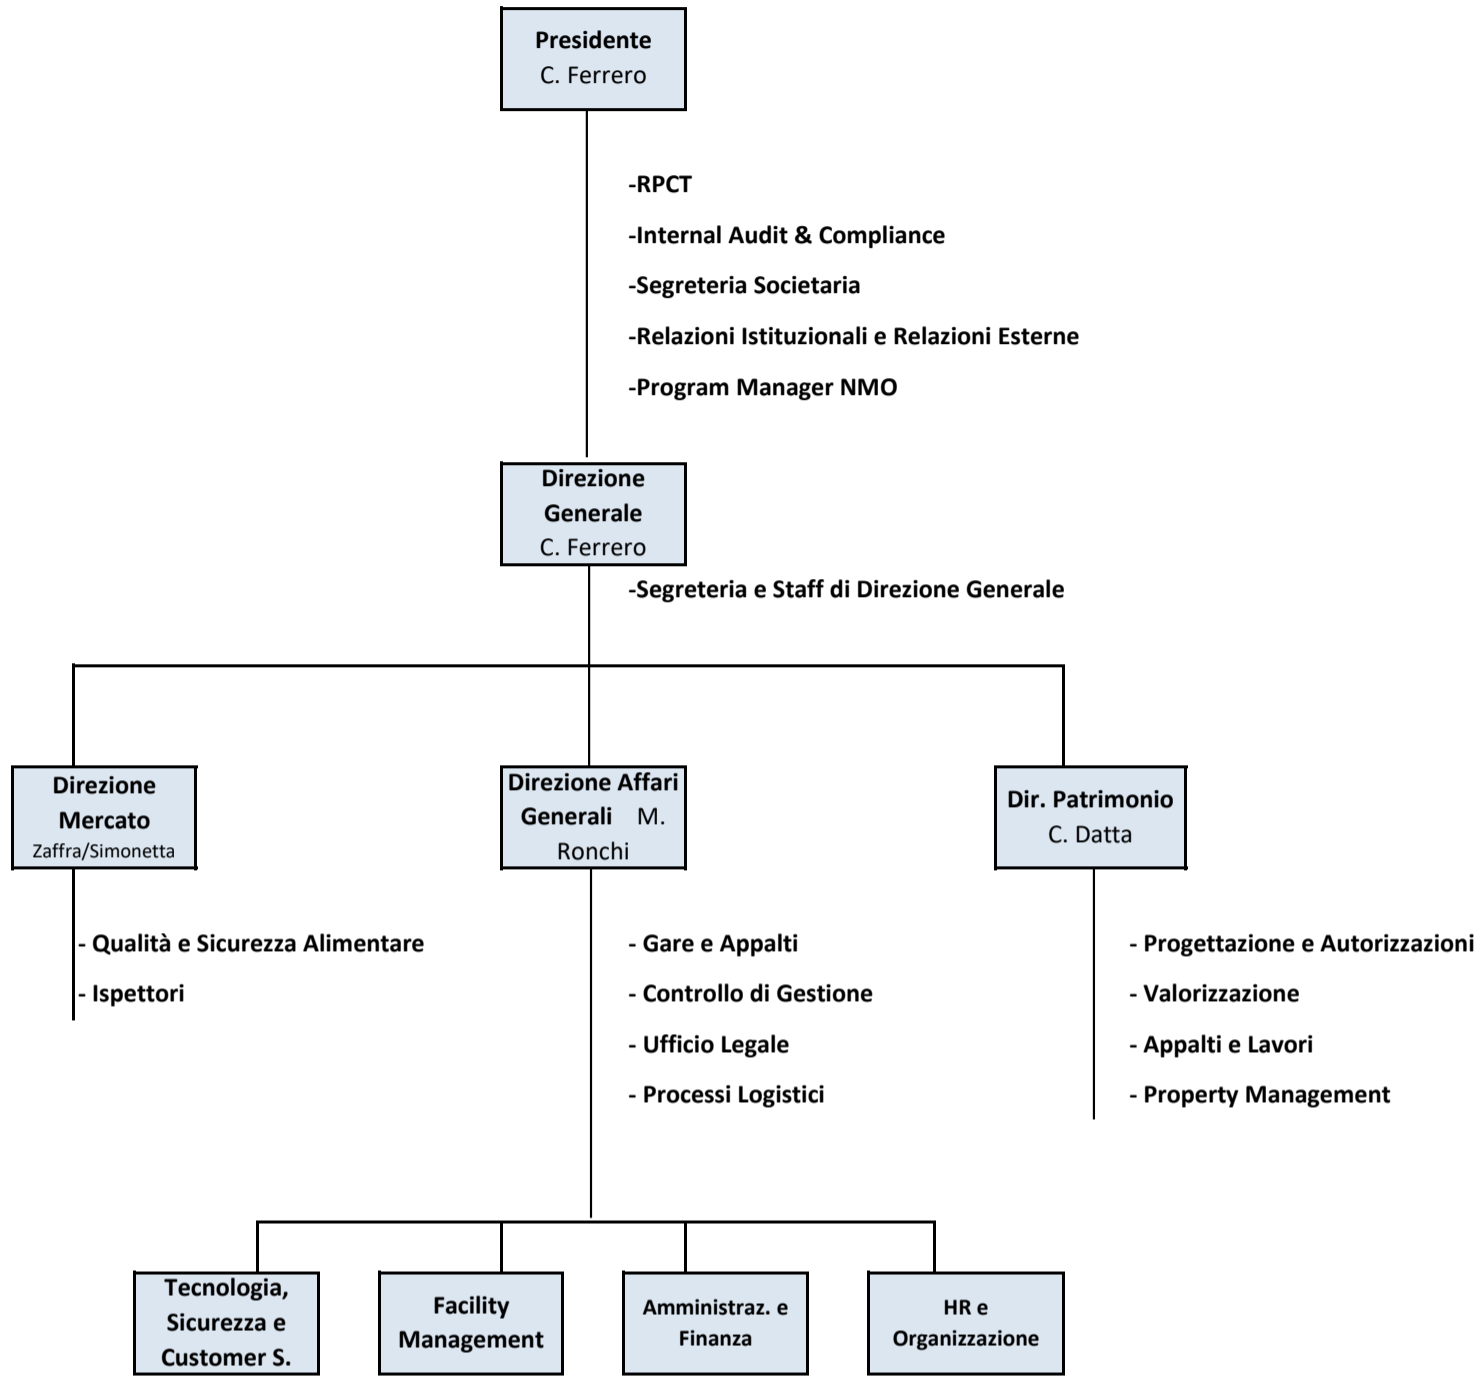 Presidente
C. Ferrero
-RPCT
-Internal Audit & Compliance
-Segreteria Societaria
-Relazioni Istituzionali e Relazioni Esterne
-Program Manager NMO
Direzione
Generale
C. Ferrero
-Segreteria e Staff di Direzione Generale
Direzione
Mercato
Zaffra/Simonetta
Direzione Affari
Generali M.
Ronchi
Dir. Patrimonio
C. Datta
- Qualità e Sicurezza Alimentare
- Ispettori
- Gare e Appalti
- Controllo di Gestione
- Ufficio Legale
- Processi Logistici
- Progettazione e Autorizzazioni
- Valorizzazione
- Appalti e Lavori
- Property Management
Tecnologia,
Sicurezza e
Customer S.
Facility
Management
Amministraz. e
Finanza
HR e
Organizzazione